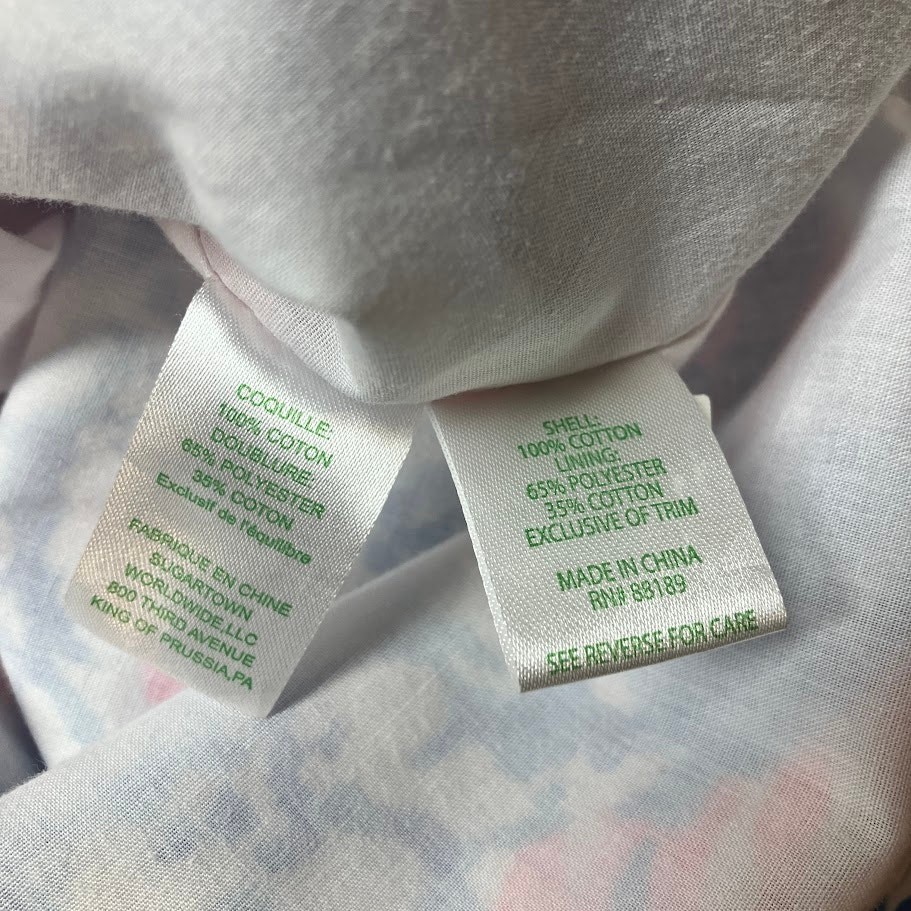 COQUILLE:
100% COTON
DOUBLURE:
65% POLYESTER
35% COTON
Exclusif de l'équilibre
FABRIQUE EN CHINE
SUGARTOWN
WORLDWIDE,LLC
800 THIRD AVENUE
KING OF PRUSSIA,PA
SHELL:
100% COTTON
LINING:
65% POLYESTER
35% COTTON
EXCLUSIVE OF TRIM
MADE IN CHINA
RN# 83189
SEE REVERSE FOR CARE